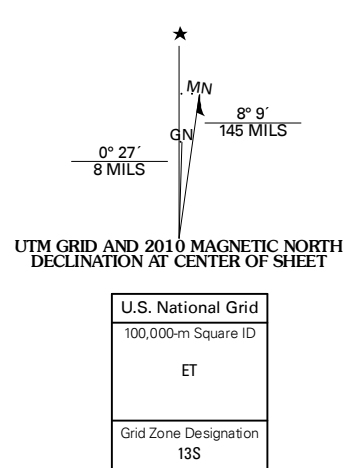 ★
MN
8° 9´
145 MILS
GN
0° 27´
8 MILS
UTM GRID AND 2010 MAGNETIC NORTH
DECLINATION AT CENTER OF SHEET
U.S. National Grid
100,000-m Square ID
ET
Grid Zone Designation
13S